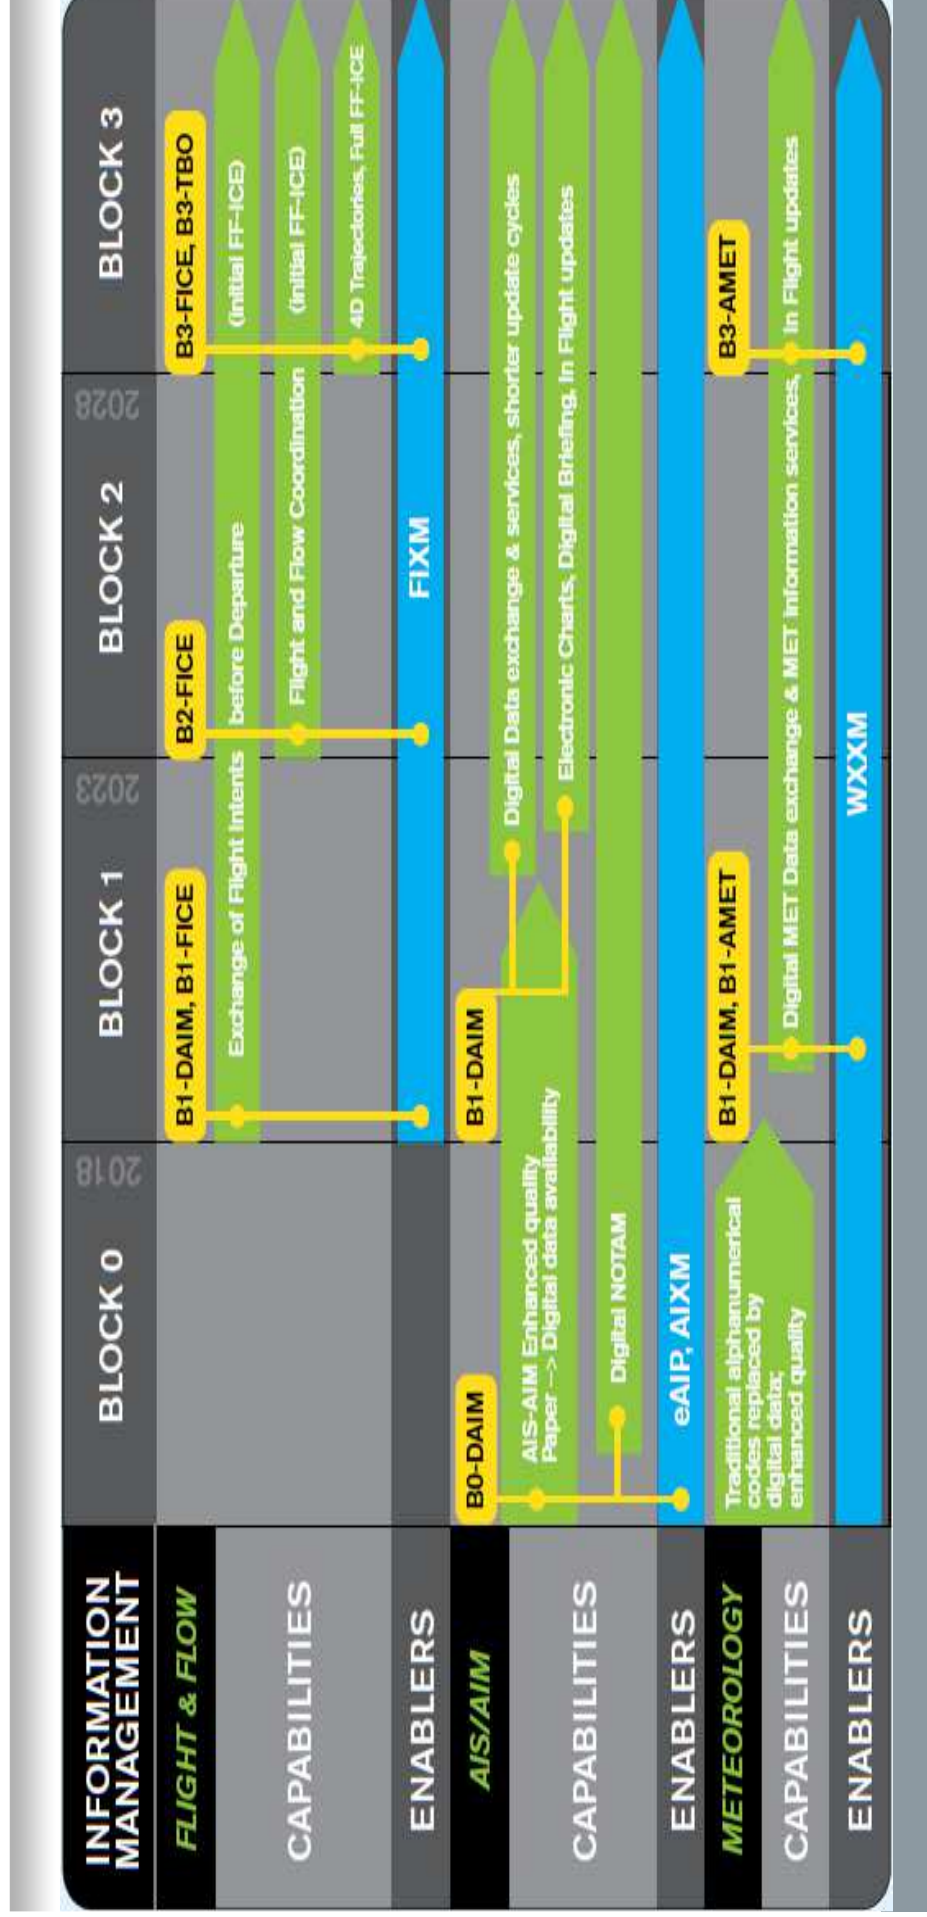 INFORMATION
MANAGEMENT
BLOCK 0
2018
BLOCK 1
2023
BLOCK 2
2028
BLOCK 3
FLIGHT & FLOW
B1-DAIM, B1-FICE
B2-FICE
B3-FICE, B3-TBO
CAPABILITIES
Exchange of Flight Intents before Departure (initial FF-ICE)
Flight and Flow Coordination (initial FF-ICE)
4D Trajectories, Full FF-ICE
ENABLERS
FIXM
AIS/AIM
B0-DAIM
B1-DAIM
CAPABILITIES
AIS-AIM Enhanced quality
Paper --> Digital data availability
Digital Data exchange & services, shorter update cycles
Electronic Charts, Digital Briefing, In Flight updates
Digital NOTAM
ENABLERS
eAIP, AIXM
METEOROLOGY
B1-DAIM, B1-AMET
B3-AMET
CAPABILITIES
Traditional alphanumerical
codes replaced by
digital data;
enhanced quality
Digital MET Data exchange & MET information services, In Flight updates
ENABLERS
WXXM